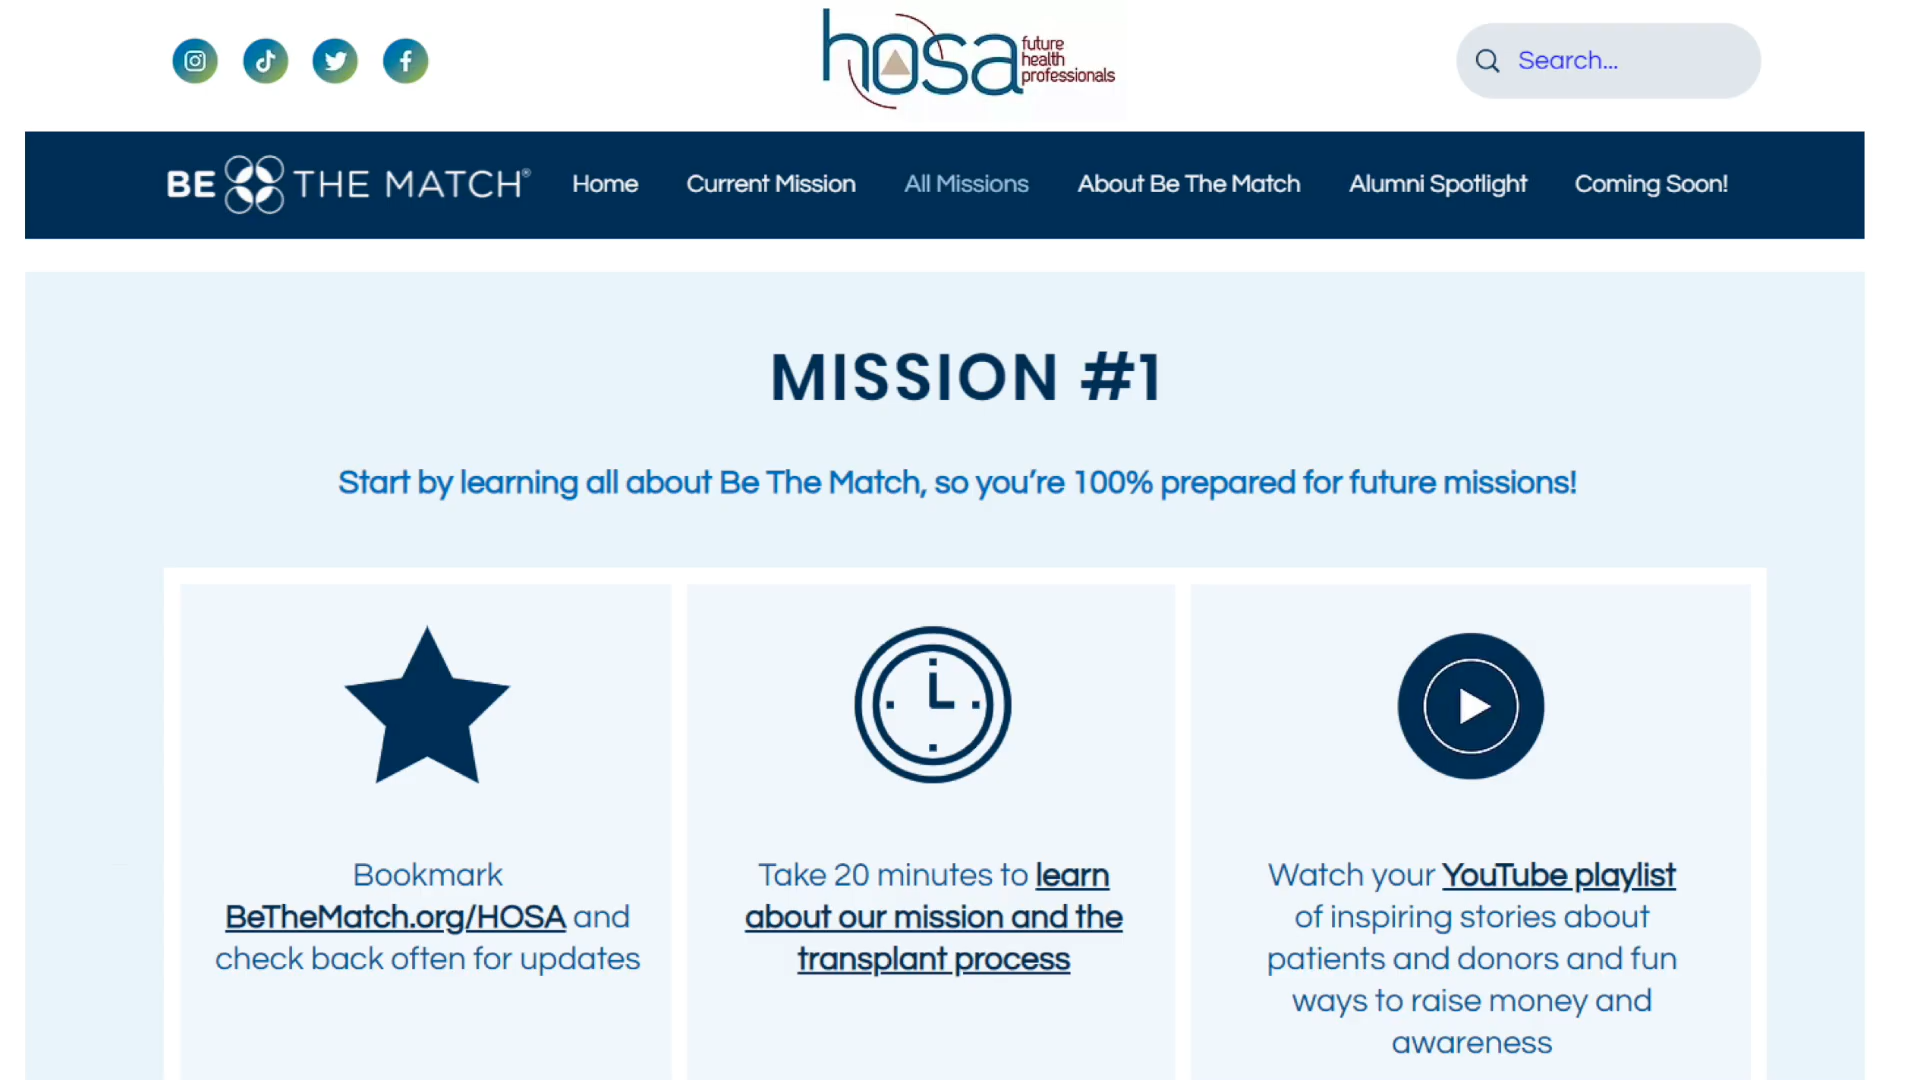 hosa future health professionals
Search...
BE THE MATCH®
Home
Current Mission
All Missions
About Be The Match
Alumni Spotlight
Coming Soon!
MISSION #1
Start by learning all about Be The Match, so you’re 100% prepared for future missions!
Bookmark
BeTheMatch.org/HOSA and
check back often for updates
Take 20 minutes to learn
about our mission and the
transplant process
Watch your YouTube playlist
of inspiring stories about
patients and donors and fun
ways to raise money and
awareness